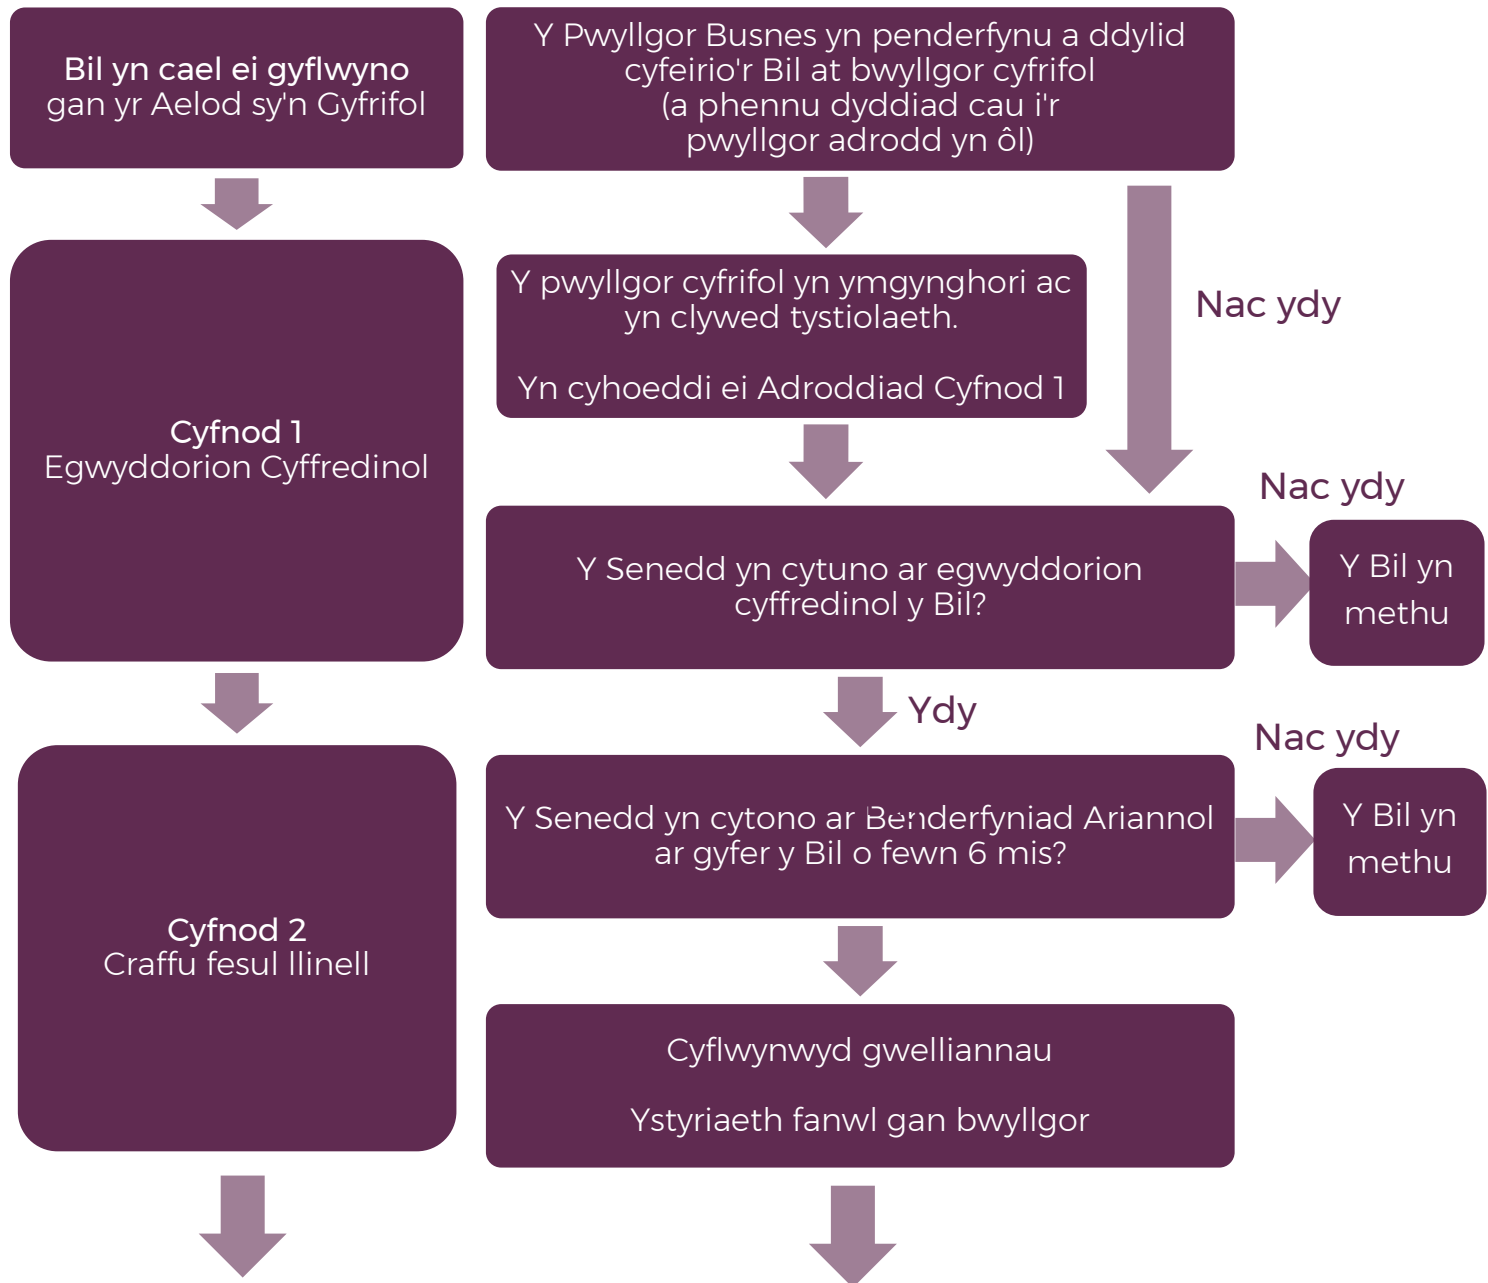 Bil yn cael ei gyflwyno
gan yr Aelod sy'n Gyfrifol
Y Pwyllgor Busnes yn penderfynu a ddylid
cyfeirio'r Bil at bwyllgor cyfrifol
(a phennu dyddiad cau i'r
pwyllgor adrodd yn ôl)
Y pwyllgor cyfrifol yn ymgynghori ac
yn clywed tystiolaeth.
Yn cyhoeddi ei Adroddiad Cyfnod 1
Nac ydy
Cyfnod 1
Egwyddorion Cyffredinol
Y Senedd yn cytuno ar egwyddorion
cyffredinol y Bil?
Nac ydy
Y Bil yn
methu
Ydy
Y Senedd yn cytono ar Benderfyniad Ariannol
ar gyfer y Bil o fewn 6 mis?
Nac ydy
Y Bil yn
methu
Cyfnod 2
Craffu fesul llinell
Cyflwynwyd gwelliannau
Ystyriaeth fanwl gan bwyllgor